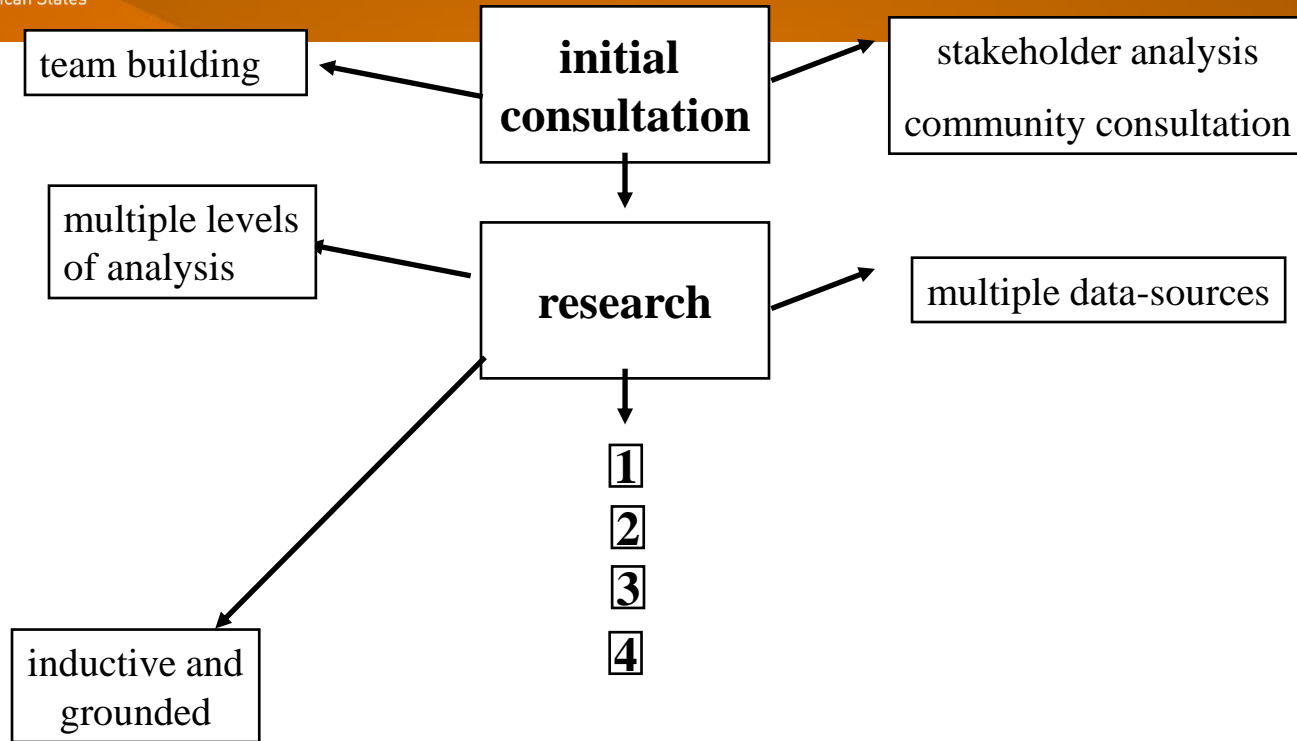 States
team building
initial
consultation
stakeholder analysis
community consultation
multiple levels
of analysis
research
multiple data-sources
1
2
3
4
inductive and
grounded